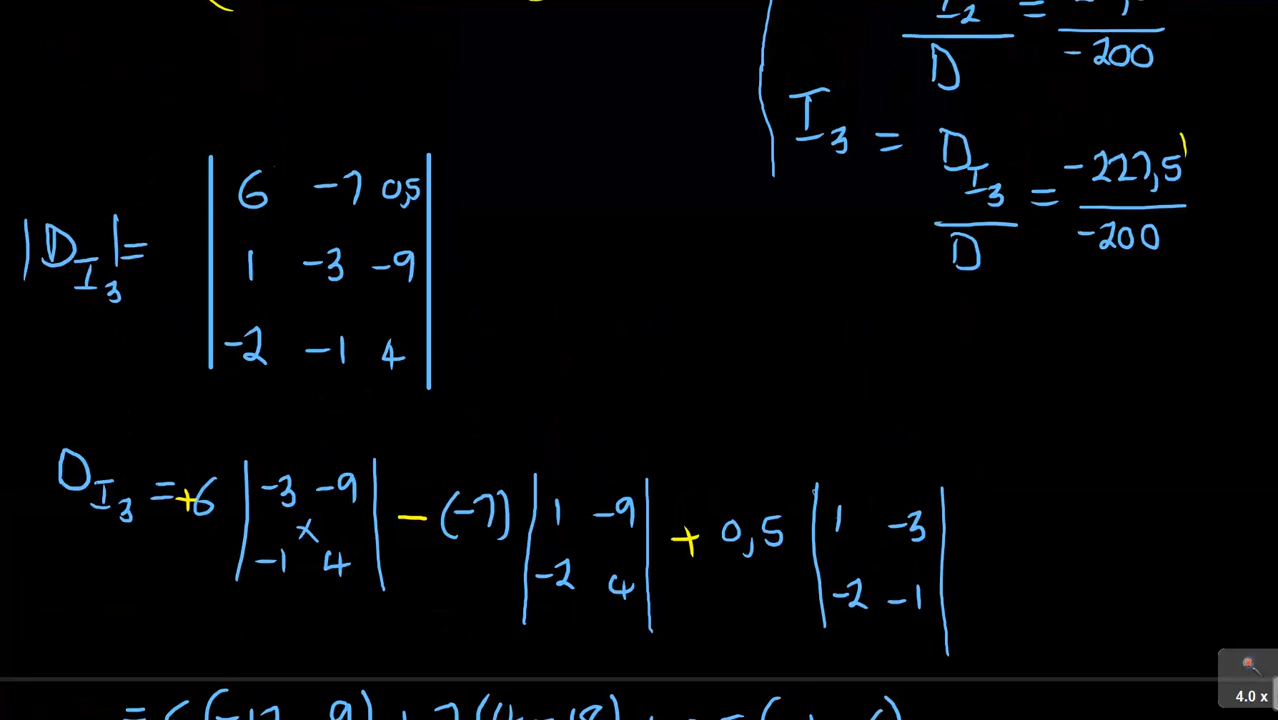 I₂ =
D -200
I₃ = D_I₃ / D = -227,5 / -200
|D_I₃| =
6 -7 0,5
1 -3 -9
-2 -1 4
D_I₃ = +6 | -3 -9 | - (-7) | 1 -9 | + 0,5 | 1 -3 |
× 
-1 4 -2 4 -2 -1
4.0 x